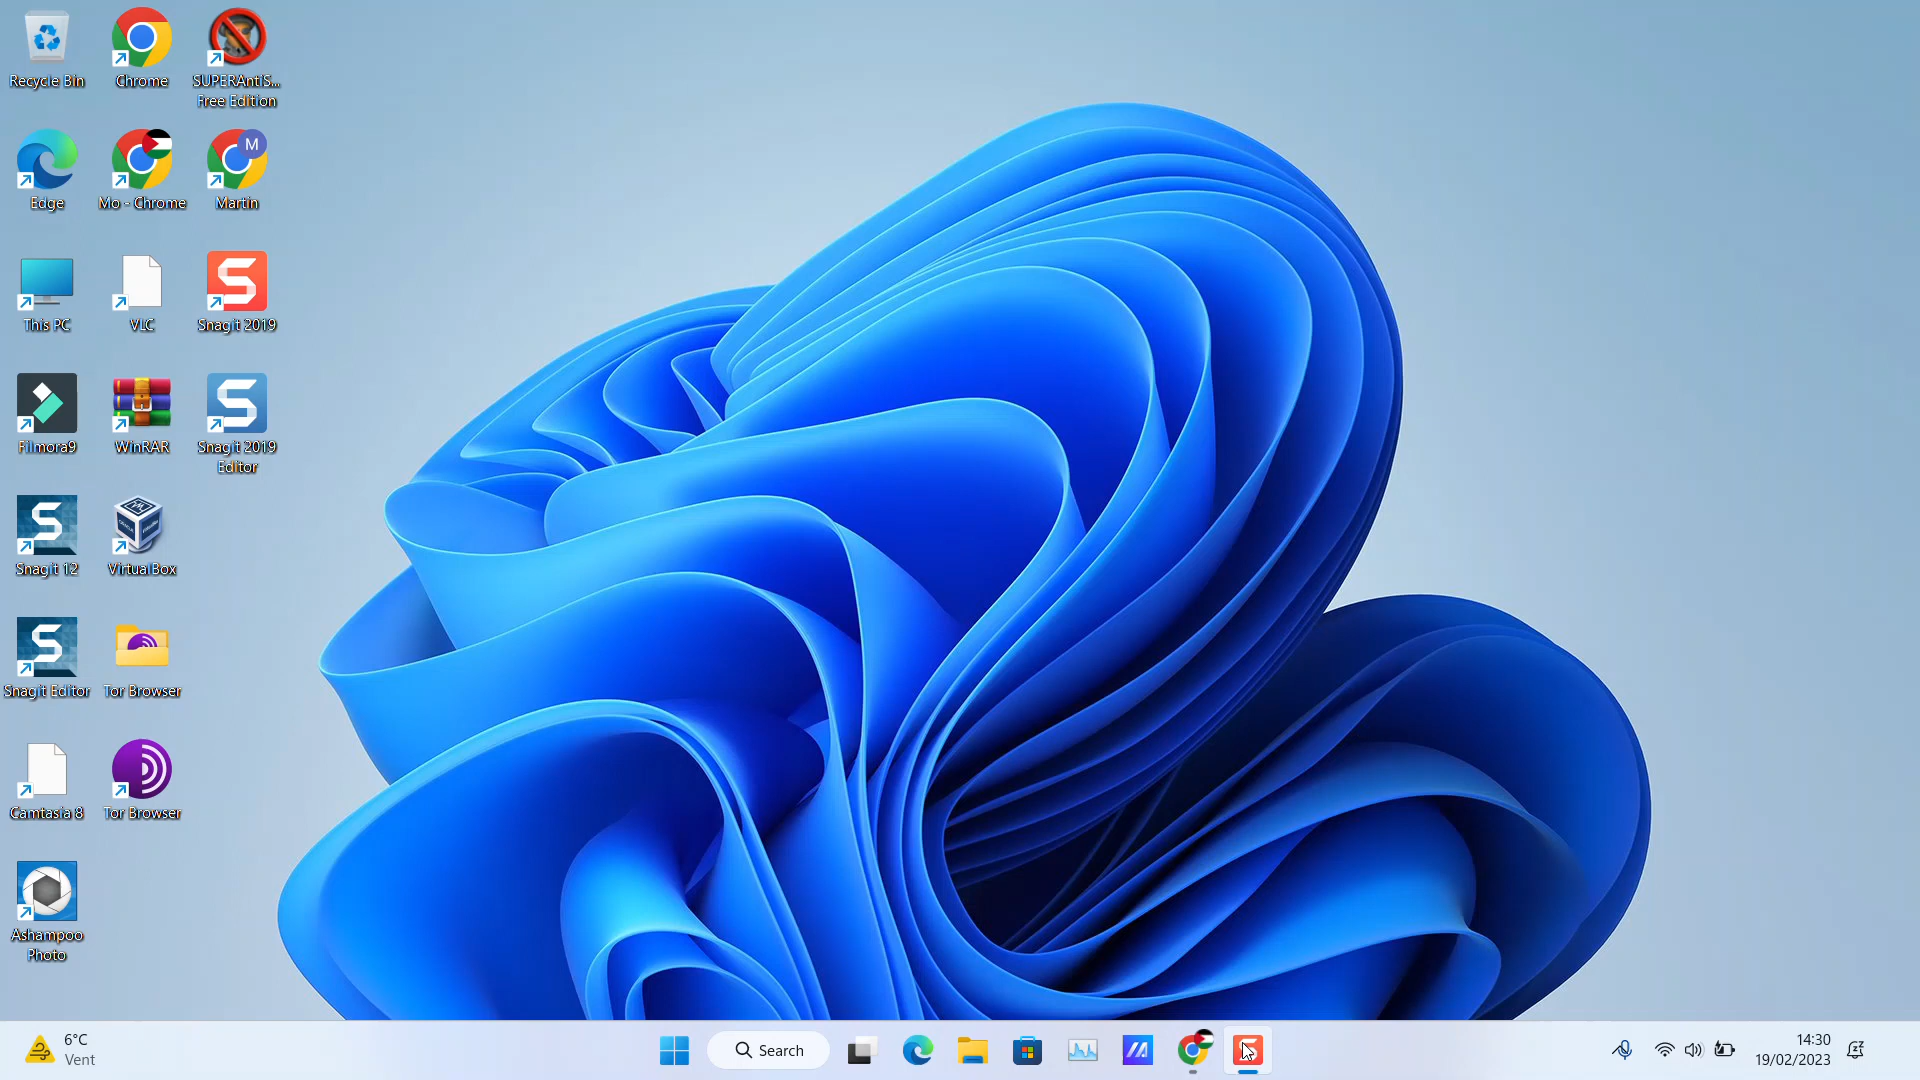 Recycle Bin
Chrome
SUPERAntiS...
Free Edition
Edge
Mo - Chrome
M
Martin
This PC
VLC
Snagit 2019
Filmora9
WinRAR
Snagit 2019
Editor
Snagit 12
VirtualBox
Snagit Editor
Tor Browser
Camtasia 8
Tor Browser
Ashampoo
Photo
6°C
Vent
Search
14:30
19/02/2023